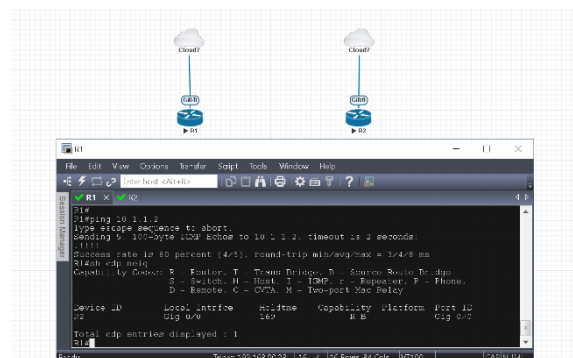 Cloud7
Cloud7
Gi0/0
Gi0/0
R1
R2
R1
File Edit View Options Transfer Script Tools Window Help
Enter host <Alt+R>
Session Manager
R1
R2
R1#
R1#ping 10.1.1.2
Type escape sequence to abort.
Sending 5, 100-byte ICMP Echos to 10.1.1.2, timeout is 2 seconds:
.!!!!
Success rate is 80 percent (4/5), round-trip min/avg/max = 3/4/8 ms
R1#sh cdp neig
Capability Codes: R - Router, T - Trans Bridge, B - Source Route Bridge
S - Switch, H - Host, I - IGMP, r - Repeater, P - Phone,
D - Remote, C - CVTA, M - Two-port Mac Relay
Device ID Local Intrfce Holdtme Capability Platform Port ID
R2 Gig 0/0 169 R B Gig 0/0
Total cdp entries displayed : 1
R1#
Ready
VT100
CAP NUM